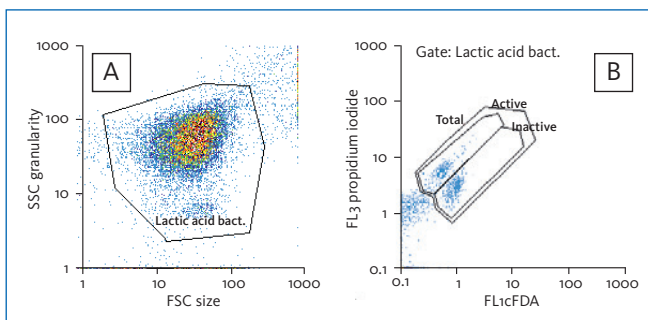 A
1000
100
10
1
SSC granularity
Lactic acid bact.
1
10
100
1000
FSC size
Gate: Lactic acid bact.
B
1000
100
10
1
0.1
FL3 propidium iodide
Total
Active
Inactive
0.1
1
10
100
1000
FL1cFDA